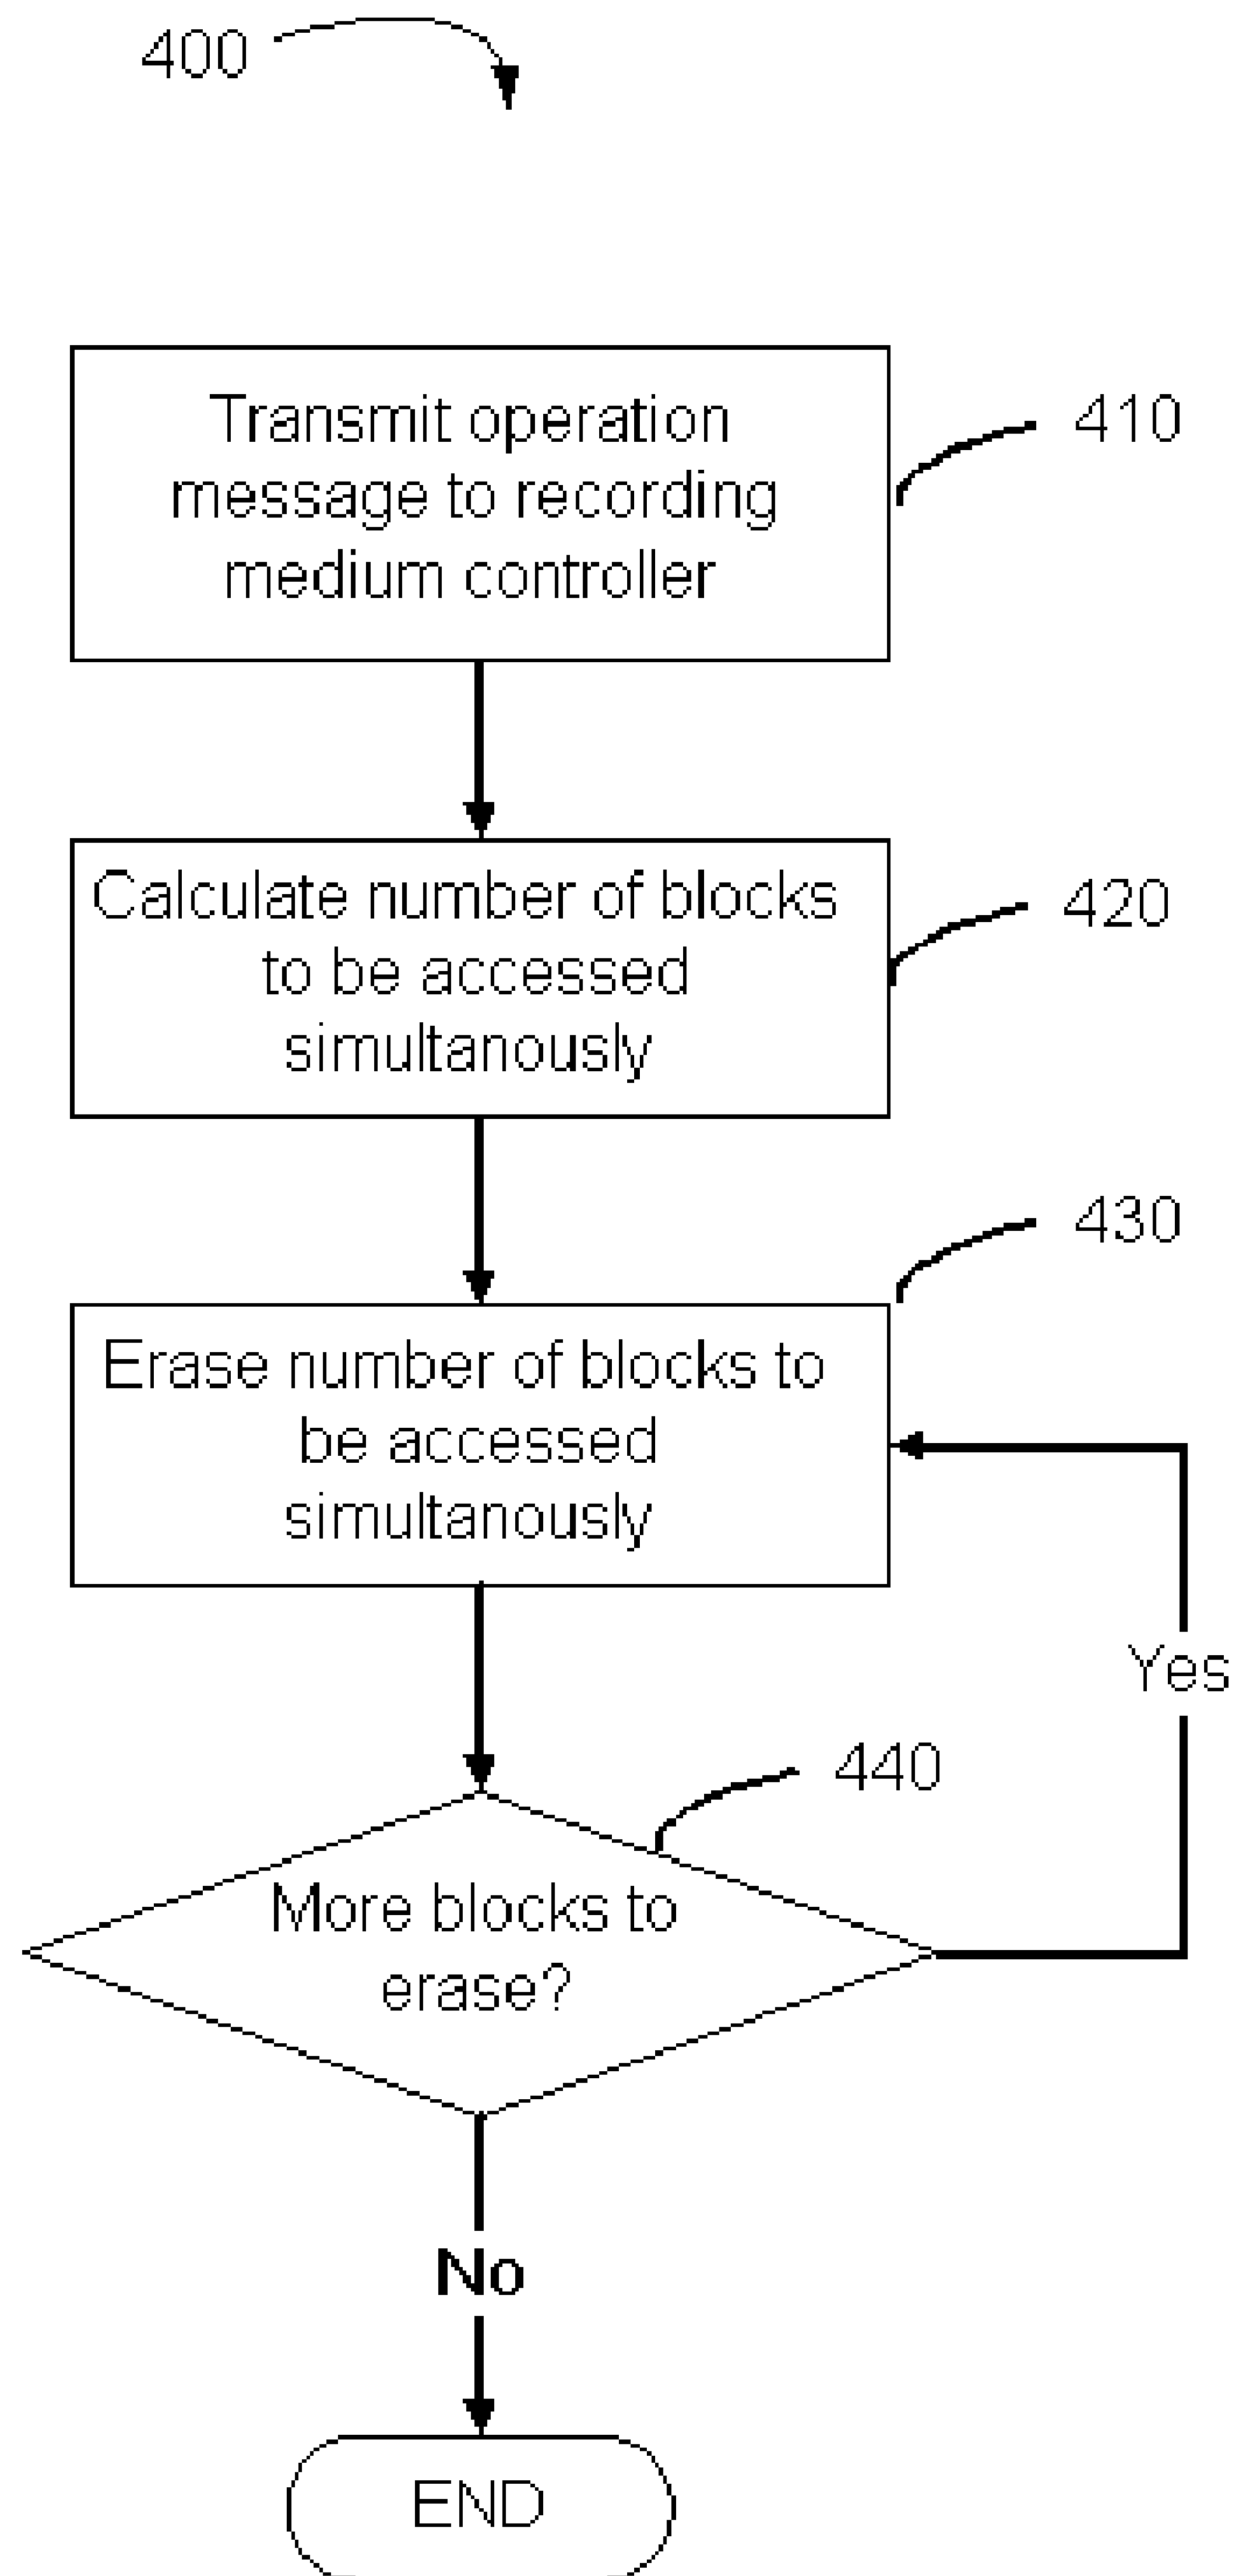 400
Transmit operation
message to recording
medium controller
410
Calculate number of blocks
to be accessed
simultanously
420
430
Erase number of blocks to
be accessed
simultanously
Yes
440
More blocks to
erase?
No
END